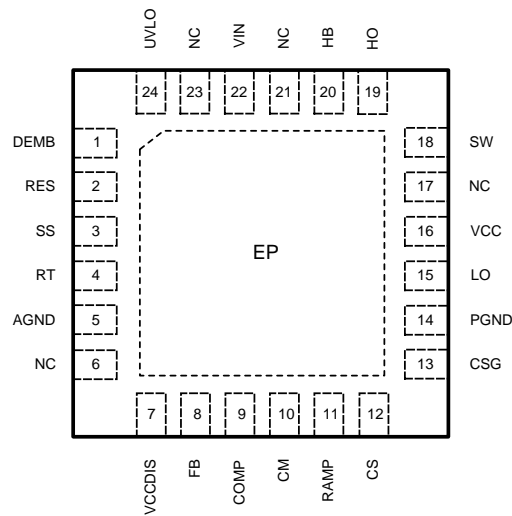 UVLO NC VIN NC HB HO
24 23 22 21 20 19
DEMB 1 18 SW
RES 2 17 NC
SS 3 16 VCC
EP
RT 4 15 LO
AGND 5 14 PGND
NC 6 13 CSG
7 8 9 10 11 12
VCCDIS FB COMP CM RAMP CS